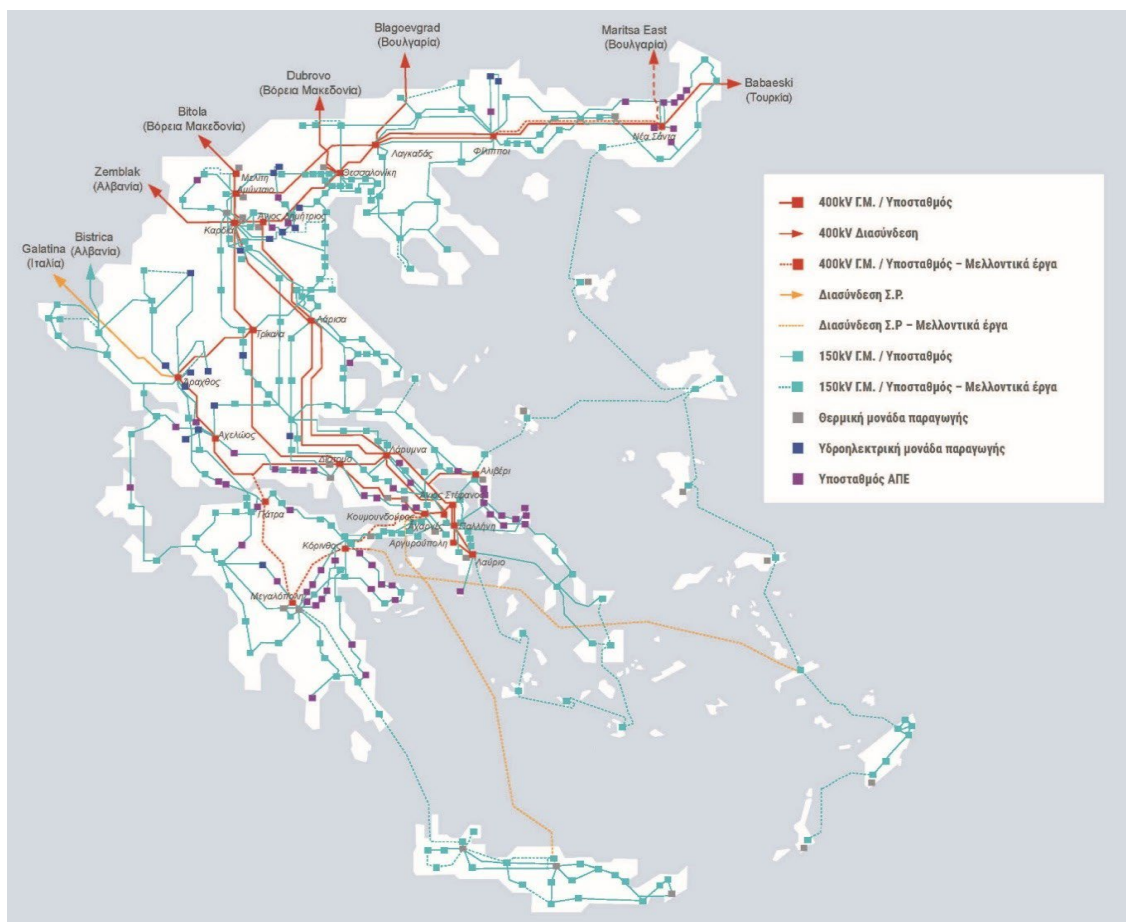 Blagoevgrad
(Βουλγαρία)
Maritsa East
(Βουλγαρία)
Dubrovo
(Βόρεια Μακεδονία)
Babaeski
(Τουρκία)
Bitola
(Βόρεια Μακεδονία)
Zemblak
(Αλβανία)
Bistrica
(Αλβανία)
Galatina
(Ιταλία)
Νέα Σάντα
Φίλιπποι
Λαγκαδάς
Θεσσαλονίκη
Μελίτη
Αμύνταιο
Άγιος Δημήτριος
Καρδιά
Λάρισα
Τρίκαλα
Άραχθος
Αχελώος
Δίστομο
Λάρυμνα
Αλιβέρι
Άγιος Στέφανος
Κουμουνδούρος
Αχαρνές
Παλλήνη
Αργυρούπολη
Λαύριο
Πάτρα
Κόρινθος
Μεγαλόπολη
400kV Γ.Μ. / Υποσταθμός
400kV Διασύνδεση
400kV Γ.Μ. / Υποσταθμός – Μελλοντικά έργα
Διασύνδεση Σ.Ρ.
Διασύνδεση Σ.Ρ – Μελλοντικά έργα
150kV Γ.Μ. / Υποσταθμός
150kV Γ.Μ. / Υποσταθμός – Μελλοντικά έργα
Θερμική μονάδα παραγωγής
Υδροηλεκτρική μονάδα παραγωγής
Υποσταθμός ΑΠΕ